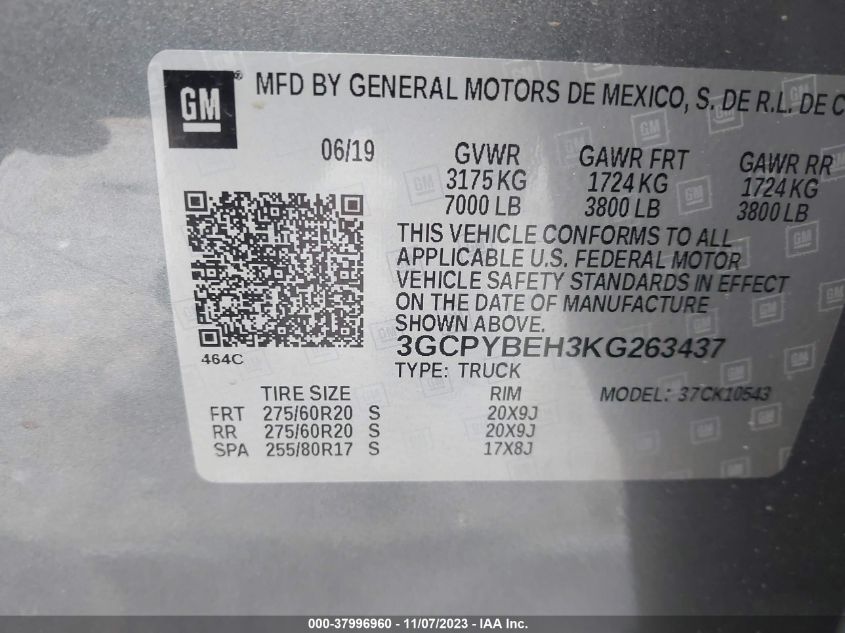 GM ® MFD BY GENERAL MOTORS DE MEXICO, S. DE R.L. DE C
06/19 GVWR GAWR FRT GAWR RR
3175 KG 1724 KG 1724 KG
7000 LB 3800 LB 3800 LB
THIS VEHICLE CONFORMS TO ALL
APPLICABLE U.S. FEDERAL MOTOR
VEHICLE SAFETY STANDARDS IN EFFECT
ON THE DATE OF MANUFACTURE
SHOWN ABOVE.
464C
3GCPYBEH3KG263437
TYPE: TRUCK
TIRE SIZE RIM MODEL: 37CK10543
FRT 275/60R20 S 20X9J
RR 275/60R20 S 20X9J
SPA 255/80R17 S 17X8J
000-37996960 - 11/07/2023 - IAA Inc.